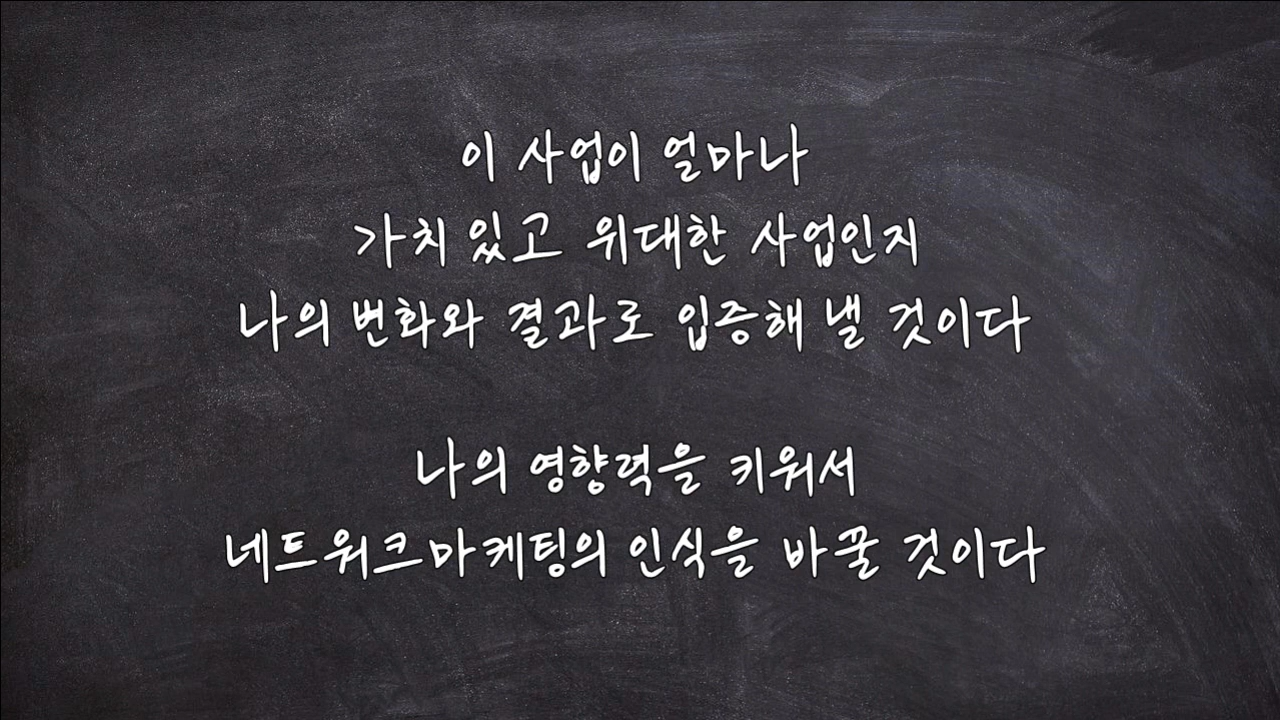 이 사업이 얼마나
가치 있고 위대한 사업인지
나의 변화와 결과로 입증해 낼 것이다
나의 영향력을 키워서
네트워크마케팅의 인식을 바꿀 것이다